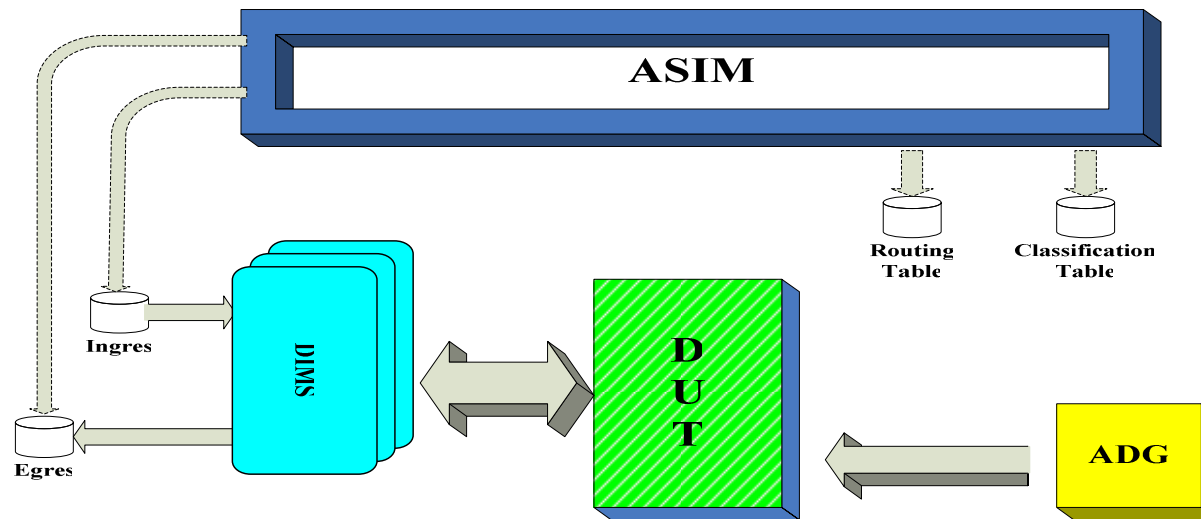 ASIM
Routing
Table
Classification
Table
Ingres
DIMS
D
U
T
ADG
Egres